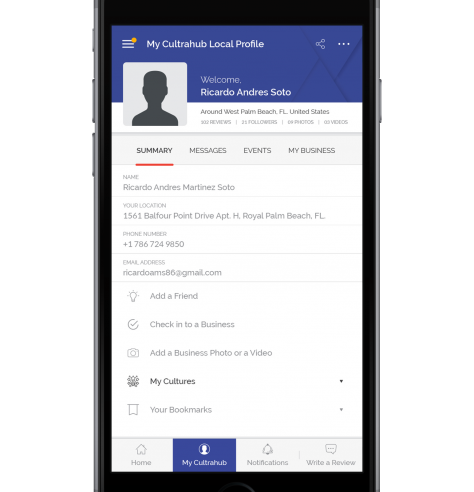 My Cultrahub Local Profile
Welcome,
Ricardo Andres Soto
Around West Palm Beach, FL, United States
102 REVIEWS | 21 FOLLOWERS | 09 PHOTOS | 02 VIDEOS
SUMMARY MESSAGES EVENTS MY BUSINESS
NAME
Ricardo Andres Martinez Soto
YOUR LOCATION
1561 Balfour Point Drive Apt. H, Royal Palm Beach, FL.
PHONE NUMBER
+1 786 724 9850
EMAIL ADDRESS
ricardoams86@gmail.com
Add a Friend
Check in to a Business
Add a Business Photo or a Video
My Cultures
Your Bookmarks
Home My Cultrahub Notifications Write a Review